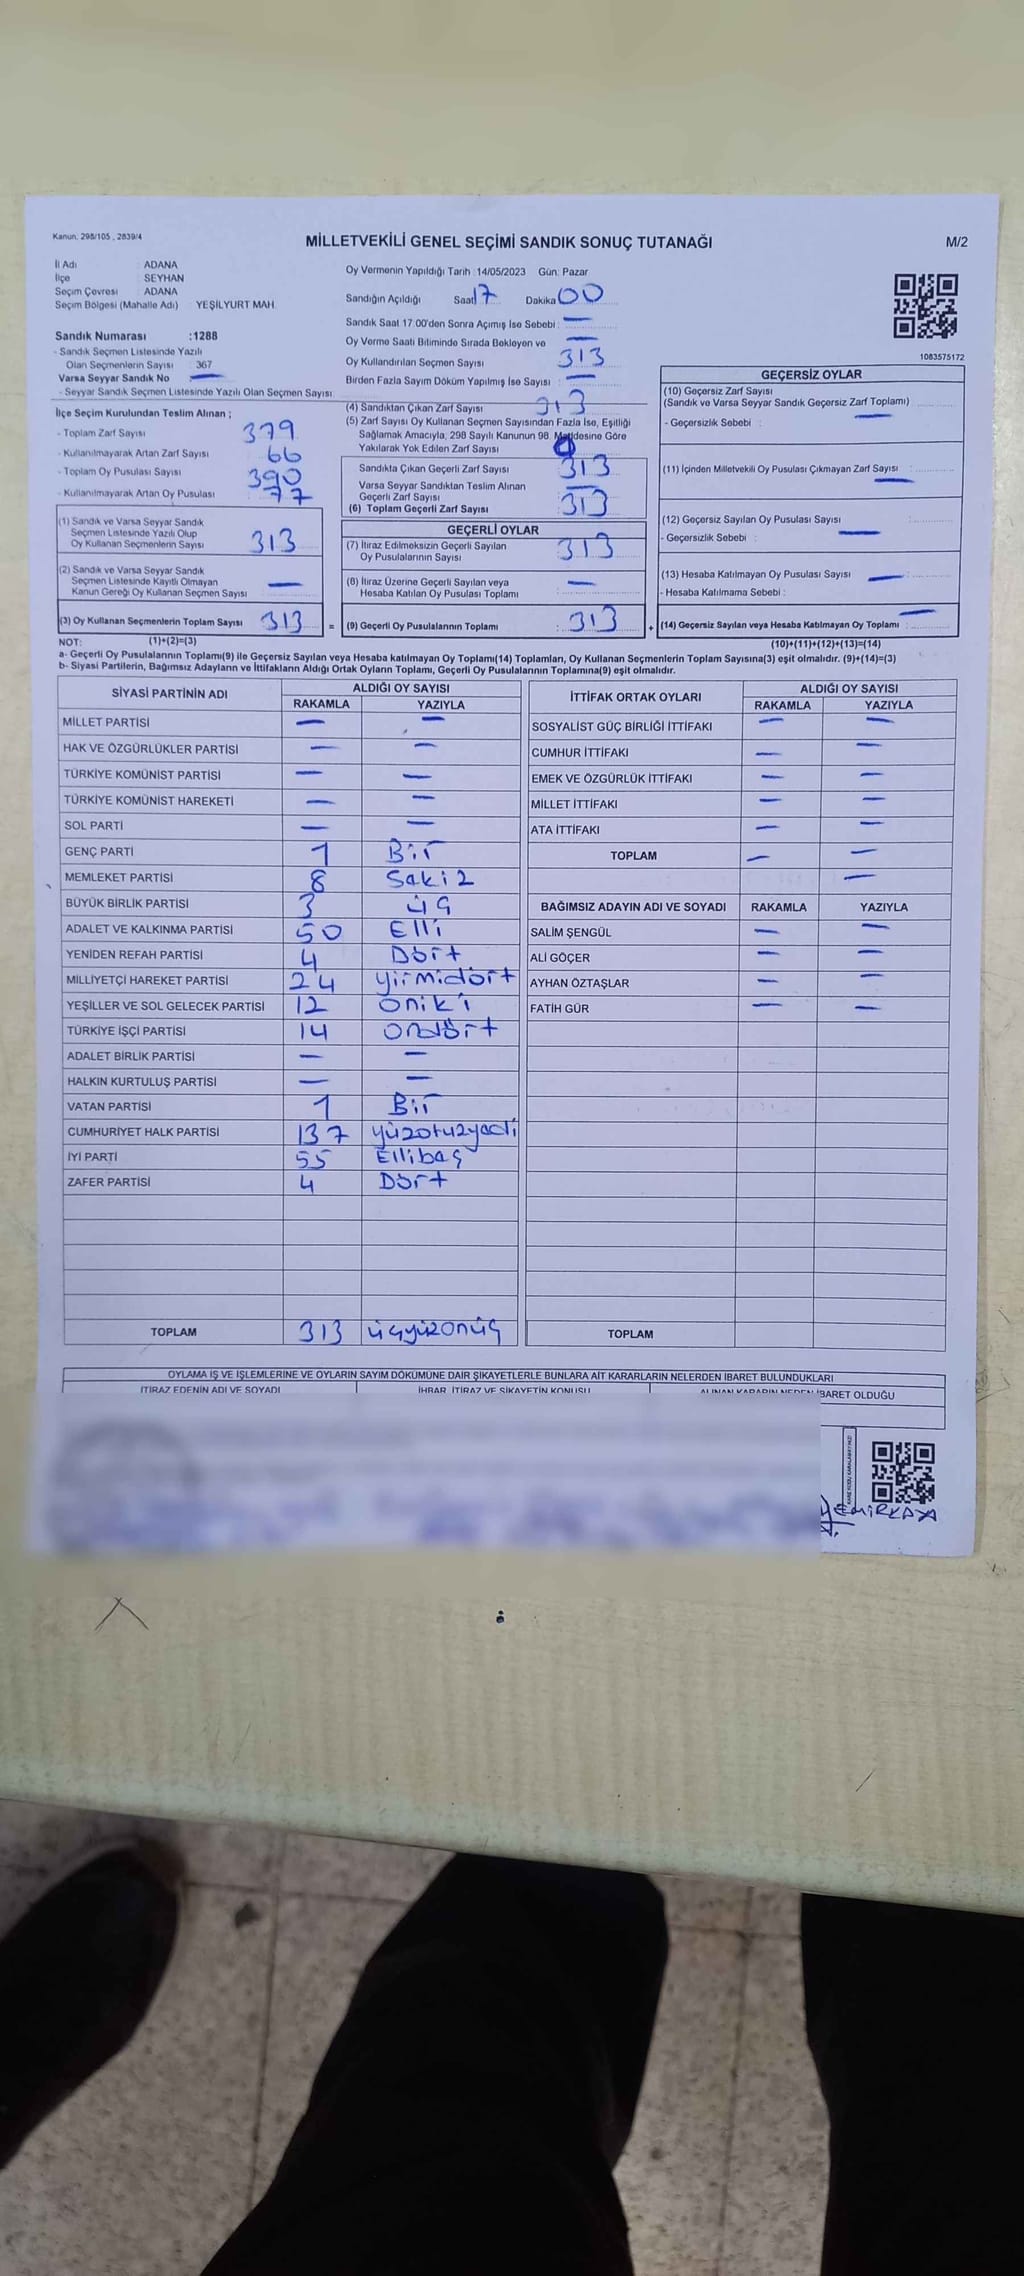 Kanun. 298/105 , 2839/4
MİLLETVEKİLİ GENEL SEÇİMİ SANDIK SONUÇ TUTANAĞI
M/2
İl Adı : ADANA
İlçe : SEYHAN
Seçim Çevresi : ADANA
Seçim Bölgesi (Mahalle Adı) : YEŞİLYURT MAH.
Sandık Numarası :1288
- Sandık Seçmen Listesinde Yazılı
Olan Seçmenlerin Sayısı : 367
Varsa Seyyar Sandık No —
- Seyyar Sandık Seçmen Listesinde Yazılı Olan Seçmen Sayısı
İlçe Seçim Kurulundan Teslim Alınan ;
- Toplam Zarf Sayısı 379
- Kullanılmayarak Artan Zarf Sayısı 66
- Toplam Oy Pusulası Sayısı 390
- Kullanılmayarak Artan Oy Pusulası 77
(1) Sandık ve Varsa Seyyar Sandık
Seçmen Listesinde Yazılı Olup
Oy Kullanan Seçmenlerin Sayısı 313
(2) Sandık ve Varsa Seyyar Sandık
Seçmen Listesinde Kayıtlı Olmayan
Kanun Gereği Oy Kullanan Seçmen Sayısı —
(3) Oy Kullanan Seçmenlerin Toplam Sayısı 313 =
Oy Vermenin Yapıldığı Tarih : 14/05/2023 Gün: Pazar
Sandığın Açıldığı Saat 17 Dakika 00
Sandık Saat 17:00'den Sonra Açımış İse Sebebi : —
Oy Verme Saati Bitiminde Sırada Bekleyen ve —
Oy Kullandırılan Seçmen Sayısı 313
Birden Fazla Sayım Döküm Yapılmış İse Sayısı : —
(4) Sandıktan Çıkan Zarf Sayısı 313
(5) Zarf Sayısı Oy Kullanan Seçmen Sayısından Fazla İse, Eşitliği
Sağlamak Amacıyla, 298 Sayılı Kanunun 98. Maddesine Göre
Yakılarak Yok Edilen Zarf Sayısı
Sandıkta Çıkan Geçerli Zarf Sayısı 313
Varsa Seyyar Sandıktan Teslim Alınan
Geçerli Zarf Sayısı —
(6) Toplam Geçerli Zarf Sayısı 313
GEÇERLİ OYLAR
(7) İtiraz Edilmeksizin Geçerli Sayılan
Oy Pusulalarının Sayısı 313
(8) İtiraz Üzerine Geçerli Sayılan veya
Hesaba Katılan Oy Pusulası Toplamı : —
(9) Geçerli Oy Pusulalarının Toplamı : 313 +
1083575172
GEÇERSİZ OYLAR
(10) Geçersiz Zarf Sayısı
(Sandık ve Varsa Seyyar Sandık Geçersiz Zarf Toplamı) —
- Geçersizlik Sebebi :
(11) İçinden Milletvekili Oy Pusulası Çıkmayan Zarf Sayısı : —
(12) Geçersiz Sayılan Oy Pusulası Sayısı :
- Geçersizlik Sebebi : —
(13) Hesaba Katılmayan Oy Pusulası Sayısı : —
- Hesaba Katılmama Sebebi :
(14) Geçersiz Sayılan veya Hesaba Katılmayan Oy Toplamı : —
NOT: (1)+(2)=(3)
(10)+(11)+(12)+(13)=(14)
a- Geçerli Oy Pusulalarının Toplamı(9) ile Geçersiz Sayılan veya Hesaba katılmayan Oy Toplamı(14) Toplamları, Oy Kullanan Seçmenlerin Toplam Sayısına(3) eşit olmalıdır. (9)+(14)=(3)
b- Siyasi Partilerin, Bağımsız Adayların ve İttifakların Aldığı Ortak Oyların Toplamı, Geçerli Oy Pusulalarının Toplamına(9) eşit olmalıdır.
SİYASİ PARTİNİN ADI ALDIĞI OY SAYISI
RAKAMLA YAZIYLA
MİLLET PARTİSİ — —
HAK VE ÖZGÜRLÜKLER PARTİSİ — —
TÜRKİYE KOMÜNİST PARTİSİ — —
TÜRKİYE KOMÜNİST HAREKETİ — —
SOL PARTİ — —
GENÇ PARTİ 1 Bir
MEMLEKET PARTİSİ 8 Sakiz
BÜYÜK BİRLİK PARTİSİ 3 üç
ADALET VE KALKINMA PARTİSİ 50 Elli
YENİDEN REFAH PARTİSİ 4 Dört
MİLLİYETÇİ HAREKET PARTİSİ 24 yirmidört
YEŞİLLER VE SOL GELECEK PARTİSİ 12 oniki
TÜRKİYE İŞÇİ PARTİSİ 14 ondört
ADALET BİRLİK PARTİSİ — —
HALKIN KURTULUŞ PARTİSİ — —
VATAN PARTİSİ 1 Bir
CUMHURİYET HALK PARTİSİ 137 yüzotuzyedi
İYİ PARTİ 55 Ellibaş
ZAFER PARTİSİ 4 Dört
TOPLAM 313 üçyüzonüç
İTTİFAK ORTAK OYLARI ALDIĞI OY SAYISI
RAKAMLA YAZIYLA
SOSYALİST GÜÇ BİRLİĞİ İTTİFAKI — —
CUMHUR İTTİFAKI — —
EMEK VE ÖZGÜRLÜK İTTİFAKI — —
MİLLET İTTİFAKI — —
ATA İTTİFAKI — —
TOPLAM — —
—
BAĞIMSIZ ADAYIN ADI VE SOYADI RAKAMLA YAZIYLA
SALİM ŞENGÜL — —
ALİ GÖÇER — —
AYHAN ÖZTAŞLAR — —
FATİH GÜR — —
TOPLAM
OYLAMA İŞ VE İŞLEMLERİNE VE OYLARIN SAYIM DÖKÜMÜNE DAİR ŞİKAYETLERLE BUNLARA AİT KARARLARIN NELERDEN İBARET BULUNDUKLARI
İTİRAZ EDENİN ADI VE SOYADI İHBAR, İTİRAZ VE ŞİKAYETİN KONUSU ALINAN KARARIN NEDEN İBARET OLDUĞU